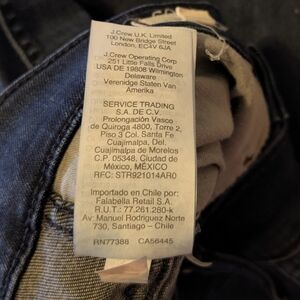 J.Crew U.K. Limited
100 New Bridge Street
London, EC4V 6JA
J.Crew Operating Corp
251 Little Falls Drive
USA DE 19808 Wilmington
Delaware
Verenidge Staten Van
Amerika
SERVICE TRADING
S.A. DE C.V.
Prolongación Vasco
de Quiroga 4800, Torre 2,
Piso 3 Col. Santa Fe
Cuajimalpa, Del.
Cuajimalpa de Morelos
C.P. 05348, Ciudad de
México, MÉXICO
RFC: STR921014AR0
Importado en Chile por:
Falabella Retail S.A.
R.U.T.: 77.261.280-k
Av: Manuel Rodriguez Norte
730, Santiago - Chile
RN77388 CA56445